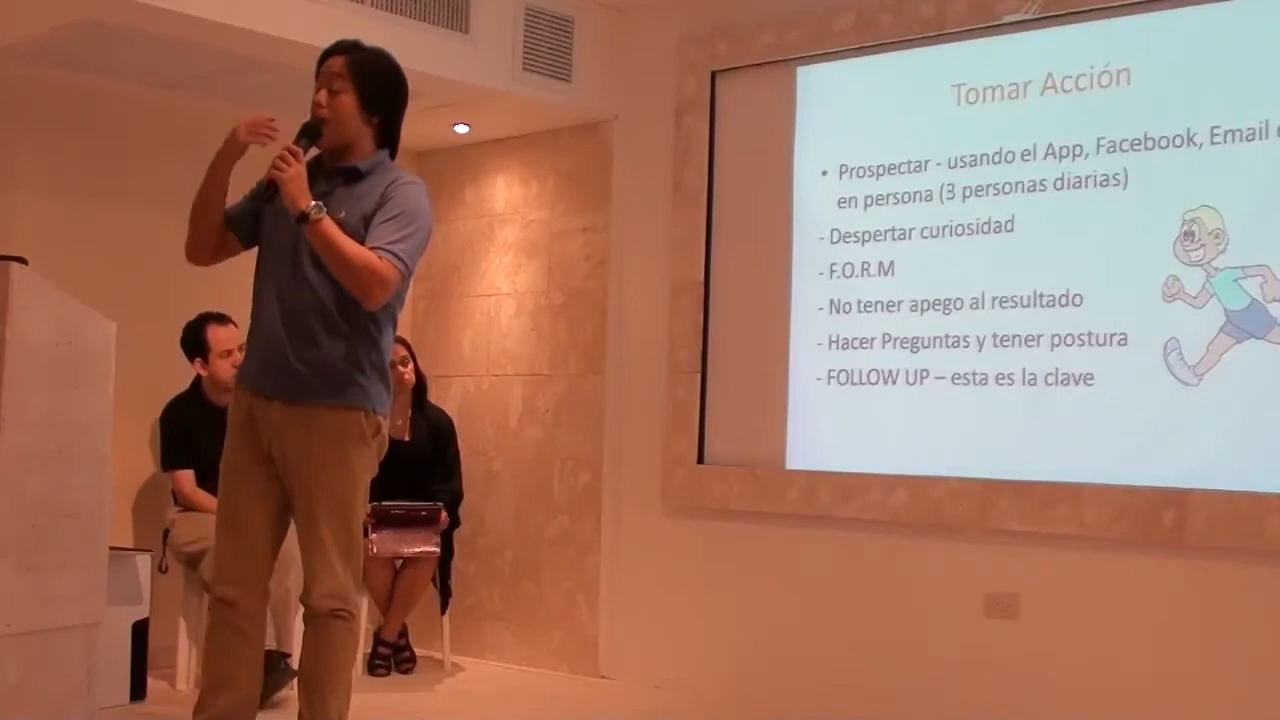 Tomar Acción
• Prospectar - usando el App, Facebook, Email
en persona (3 personas diarias)
- Despertar curiosidad
- F.O.R.M
- No tener apego al resultado
- Hacer Preguntas y tener postura
- FOLLOW UP – esta es la clave